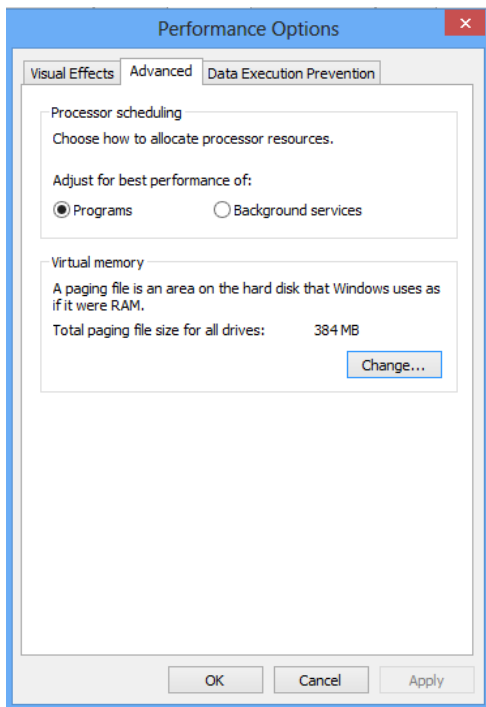 Performance Options
Visual Effects Advanced Data Execution Prevention
Processor scheduling
Choose how to allocate processor resources.
Adjust for best performance of:
Programs Background services
Virtual memory
A paging file is an area on the hard disk that Windows uses as
if it were RAM.
Total paging file size for all drives: 384 MB
Change...
OK Cancel Apply